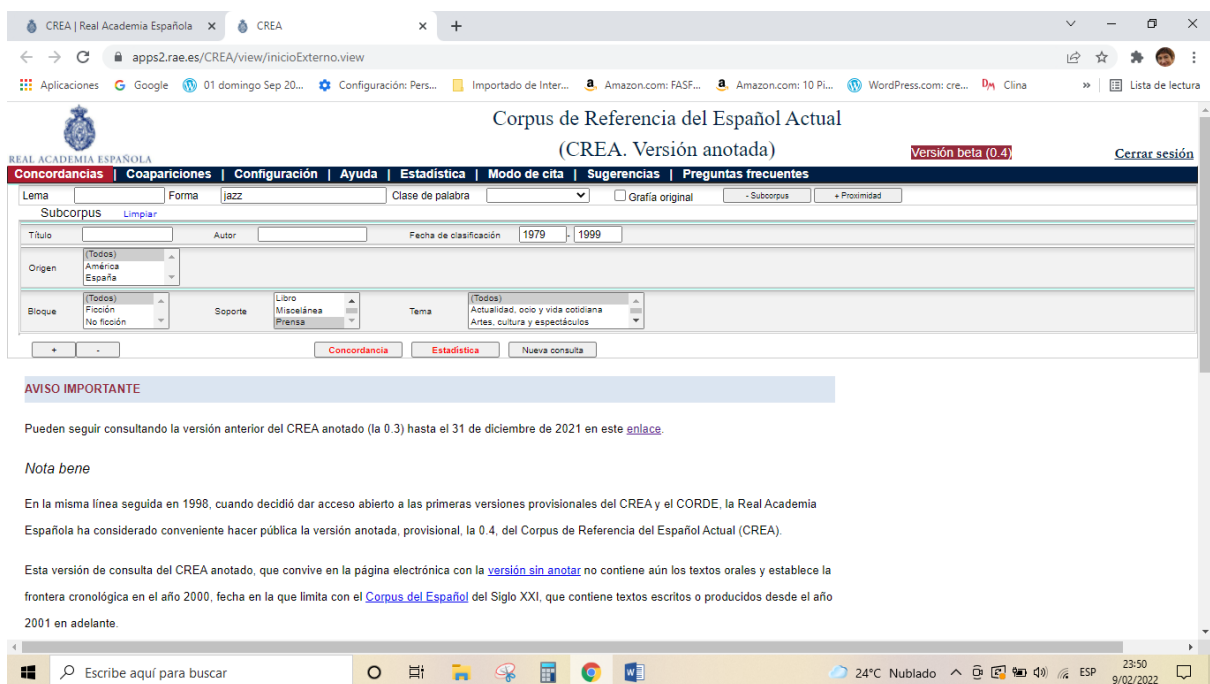 CREA | Real Academia Española
CREA
apps2.rae.es/CREA/view/inicioExterno.view
Aplicaciones Google 01 domingo Sep 20... Configuración: Pers... Importado de Inter... Amazon.com: FASF... Amazon.com: 10 Pi... WordPress.com: cre... DM Clina » Lista de lectura
Corpus de Referencia del Español Actual
(CREA. Versión anotada)
REAL ACADEMIA ESPAÑOLA
Versión beta (0.4)
Cerrar sesión
Concordancias | Coapariciones | Configuración | Ayuda | Estadística | Modo de cita | Sugerencias | Preguntas frecuentes
Lema Forma jazz Clase de palabra Grafía original - Subcorpus + Proximidad
Subcorpus Limpiar
Título Autor Fecha de clasificación 1979 - 1999
Origen (Todos)
América
España
Bloque (Todos) Soporte Libro Tema (Todos)
Ficción Miscelánea Actualidad, ocio y vida cotidiana
No ficción Prensa Artes, cultura y espectáculos
+ - Concordancia Estadística Nueva consulta
AVISO IMPORTANTE
Pueden seguir consultando la versión anterior del CREA anotado (la 0.3) hasta el 31 de diciembre de 2021 en este enlace.
Nota bene
En la misma línea seguida en 1998, cuando decidió dar acceso abierto a las primeras versiones provisionales del CREA y el CORDE, la Real Academia
Española ha considerado conveniente hacer pública la versión anotada, provisional, la 0.4, del Corpus de Referencia del Español Actual (CREA).
Esta versión de consulta del CREA anotado, que convive en la página electrónica con la versión sin anotar no contiene aún los textos orales y establece la
frontera cronológica en el año 2000, fecha en la que limita con el Corpus del Español del Siglo XXI, que contiene textos escritos o producidos desde el año
2001 en adelante.
Escribe aquí para buscar
24°C Nublado ESP 23:50
9/02/2022